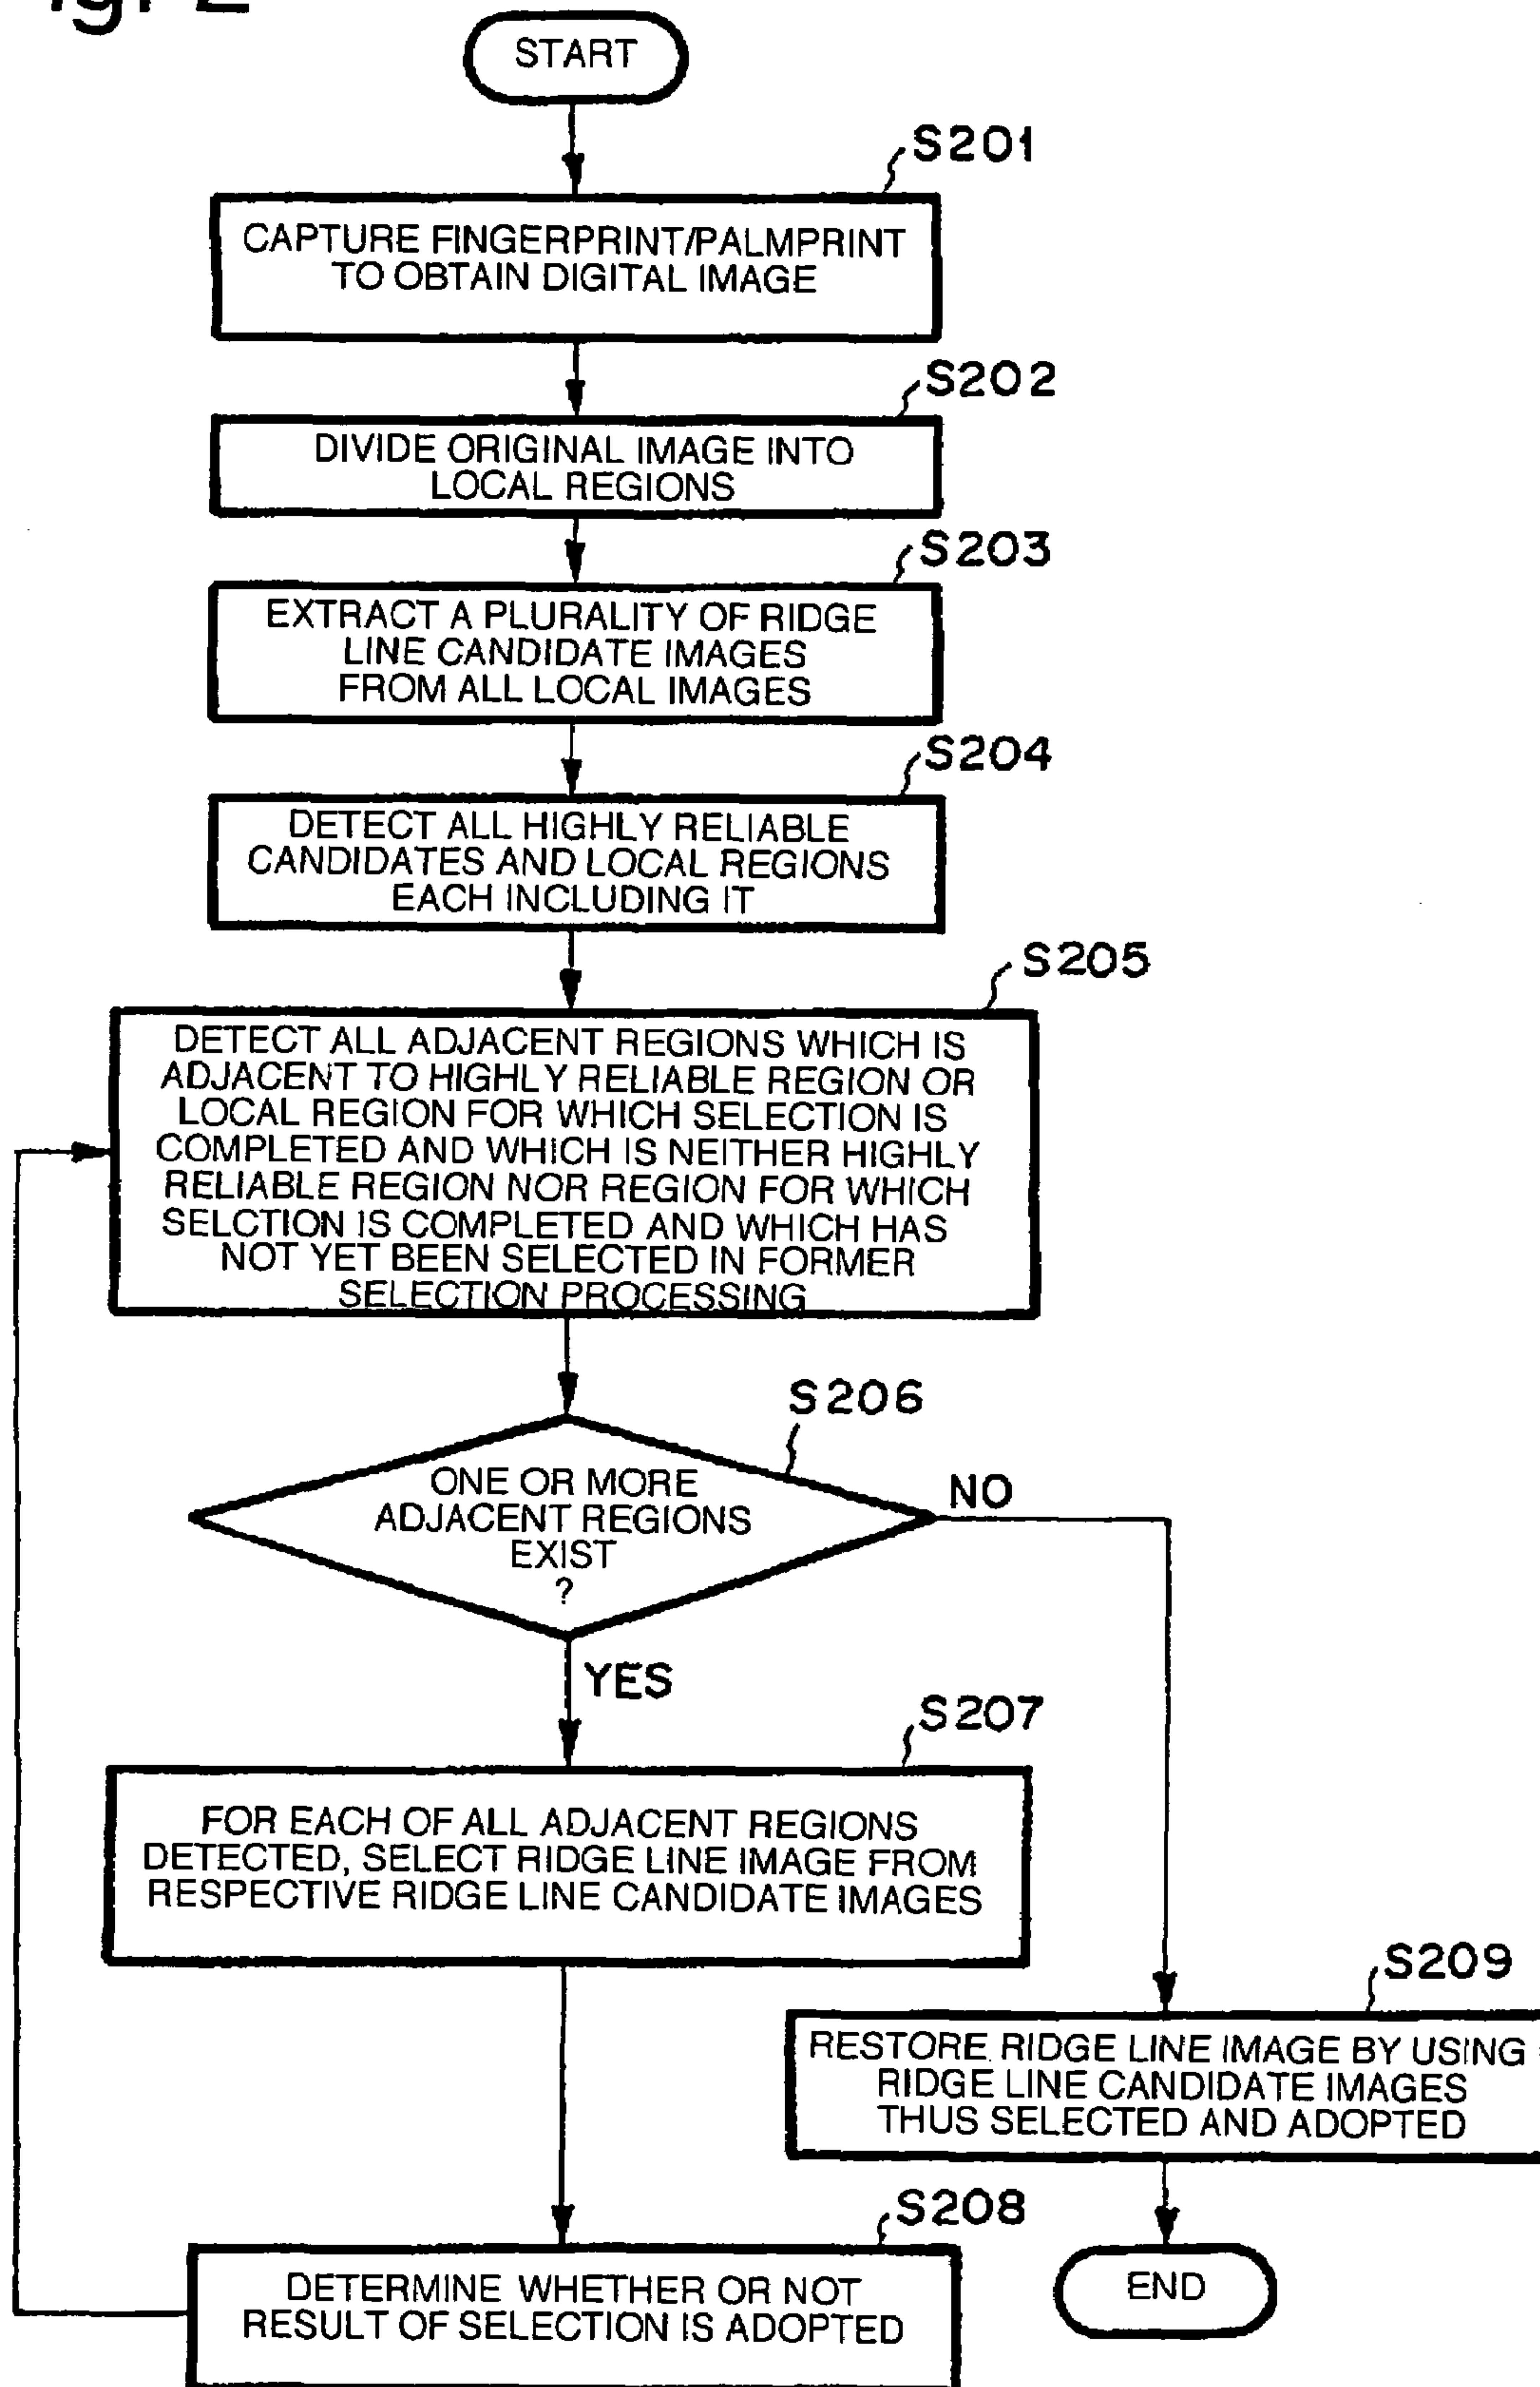 Fig. 2
START
S201
CAPTURE FINGERPRINT/PALMPRINT
TO OBTAIN DIGITAL IMAGE
S202
DIVIDE ORIGINAL IMAGE INTO
LOCAL REGIONS
S203
EXTRACT A PLURALITY OF RIDGE
LINE CANDIDATE IMAGES
FROM ALL LOCAL IMAGES
S204
DETECT ALL HIGHLY RELIABLE
CANDIDATES AND LOCAL REGIONS
EACH INCLUDING IT
S205
DETECT ALL ADJACENT REGIONS WHICH IS
ADJACENT TO HIGHLY RELIABLE REGION OR
LOCAL REGION FOR WHICH SELECTION IS
COMPLETED AND WHICH IS NEITHER HIGHLY
RELIABLE REGION NOR REGION FOR WHICH
SELCTION IS COMPLETED AND WHICH HAS
NOT YET BEEN SELECTED IN FORMER
SELECTION PROCESSING
S206
ONE OR MORE
ADJACENT REGIONS
EXIST
?
NO
YES
S207
FOR EACH OF ALL ADJACENT REGIONS
DETECTED, SELECT RIDGE LINE IMAGE FROM
RESPECTIVE RIDGE LINE CANDIDATE IMAGES
S209
RESTORE RIDGE LINE IMAGE BY USING
RIDGE LINE CANDIDATE IMAGES
THUS SELECTED AND ADOPTED
S208
DETERMINE WHETHER OR NOT
RESULT OF SELECTION IS ADOPTED
END